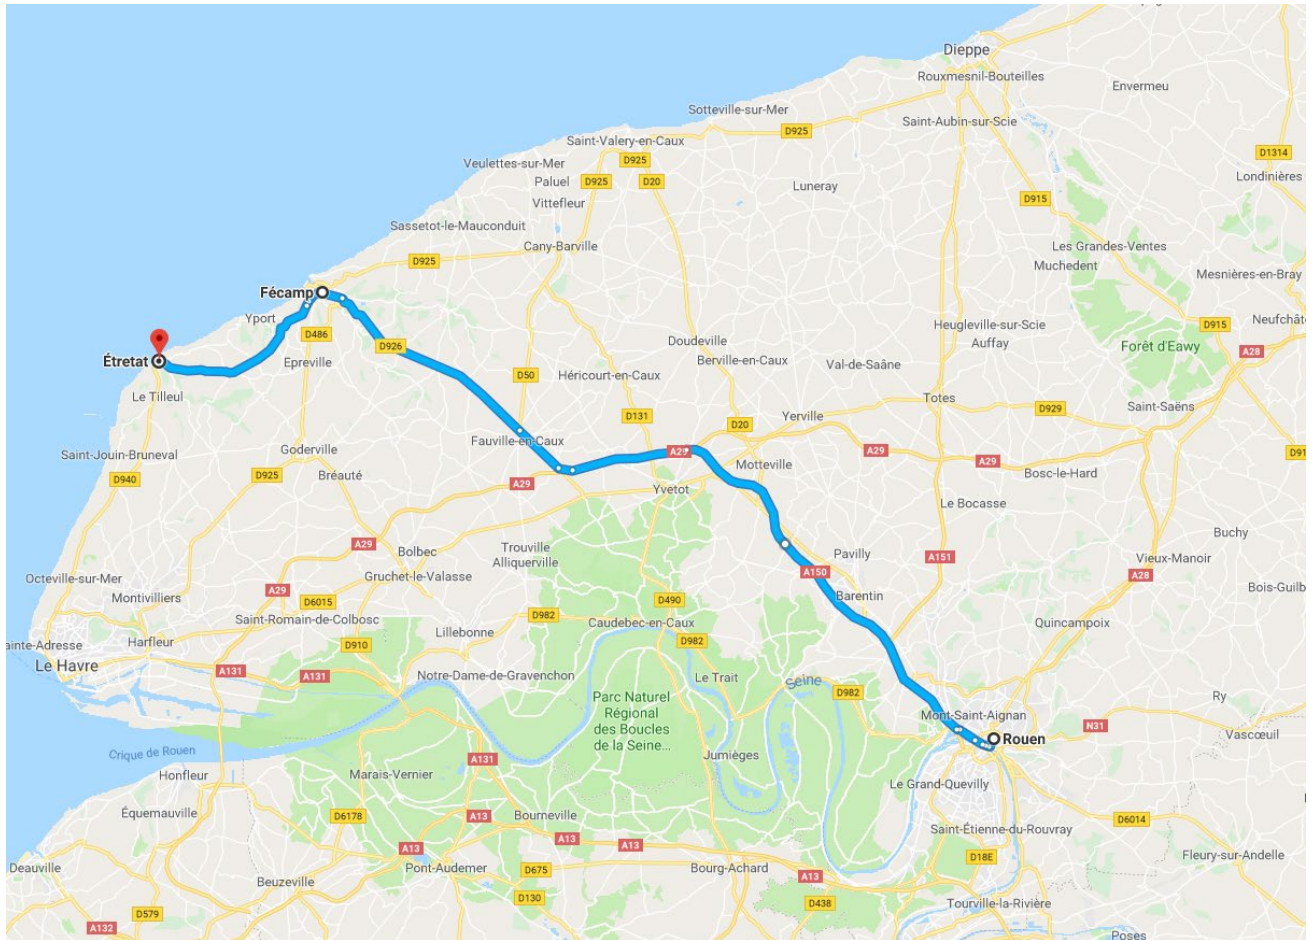 Dieppe
Rouxmesnil-Bouteilles
Envermeu
Sotteville-sur-Mer
Saint-Aubin-sur-Scie
D925
Saint-Valery-en-Caux
D925
D1314
Veulettes-sur-Mer
Paluel
D925
D20
Luneray
Londinières
Vittefleur
D915
Sassetot-le-Mauconduit
Cany-Barville
Les Grandes-Ventes
D925
Muchedent
Mesnières-en-Bray
Fécamp
Yport
D486
Heugleville-sur-Scie
D915
Neufchât
Doudeville
Auffay
D926
Forêt d'Eawy
A28
Étretat
Epreville
Berville-en-Caux
Val-de-Saâne
D50
Héricourt-en-Caux
Le Tilleul
Totes
D131
Yerville
D929
Saint-Saëns
D20
Fauville-en-Caux
Goderville
A29
A29
Saint-Jouin-Bruneval
Motteville
A29
D91
Bréauté
D925
Bosc-le-Hard
D940
A29
Yvetot
Le Bocasse
Buchy
A29
Trouville
Alliquerville
Bolbec
Pavilly
A151
Vieux-Manoir
Octeville-sur-Mer
Gruchet-le-Valasse
A150
A28
Bois-Guilb
A29
Montivilliers
D6015
D490
Barentin
Saint-Romain-de-Colbosc
D982
Caudebec-en-Caux
Quincampoix
ainte-Adresse
Harfleur
D910
Lillebonne
D982
Le Havre
A131
A131
Notre-Dame-de-Gravenchon
Le Trait
Seine
D982
Parc Naturel
Régional
des Boucles
de la Seine...
Ry
Mont-Saint-Aignan
N31
Rouen
Vascœuil
Crique de Rouen
A131
Jumièges
Honfleur
Marais-Vernier
Le Grand-Quevilly
Équemauville
D6178
A13
Bourneville
D6014
Saint-Étienne-du-Rouvray
A13
A13
A13
D18E
Fleury-sur-Andelle
Deauville
Pont-Audemer
D675
Bourg-Achard
A13
Beuzeville
D130
D438
Tourville-la-Rivière
D579
A132
Poses